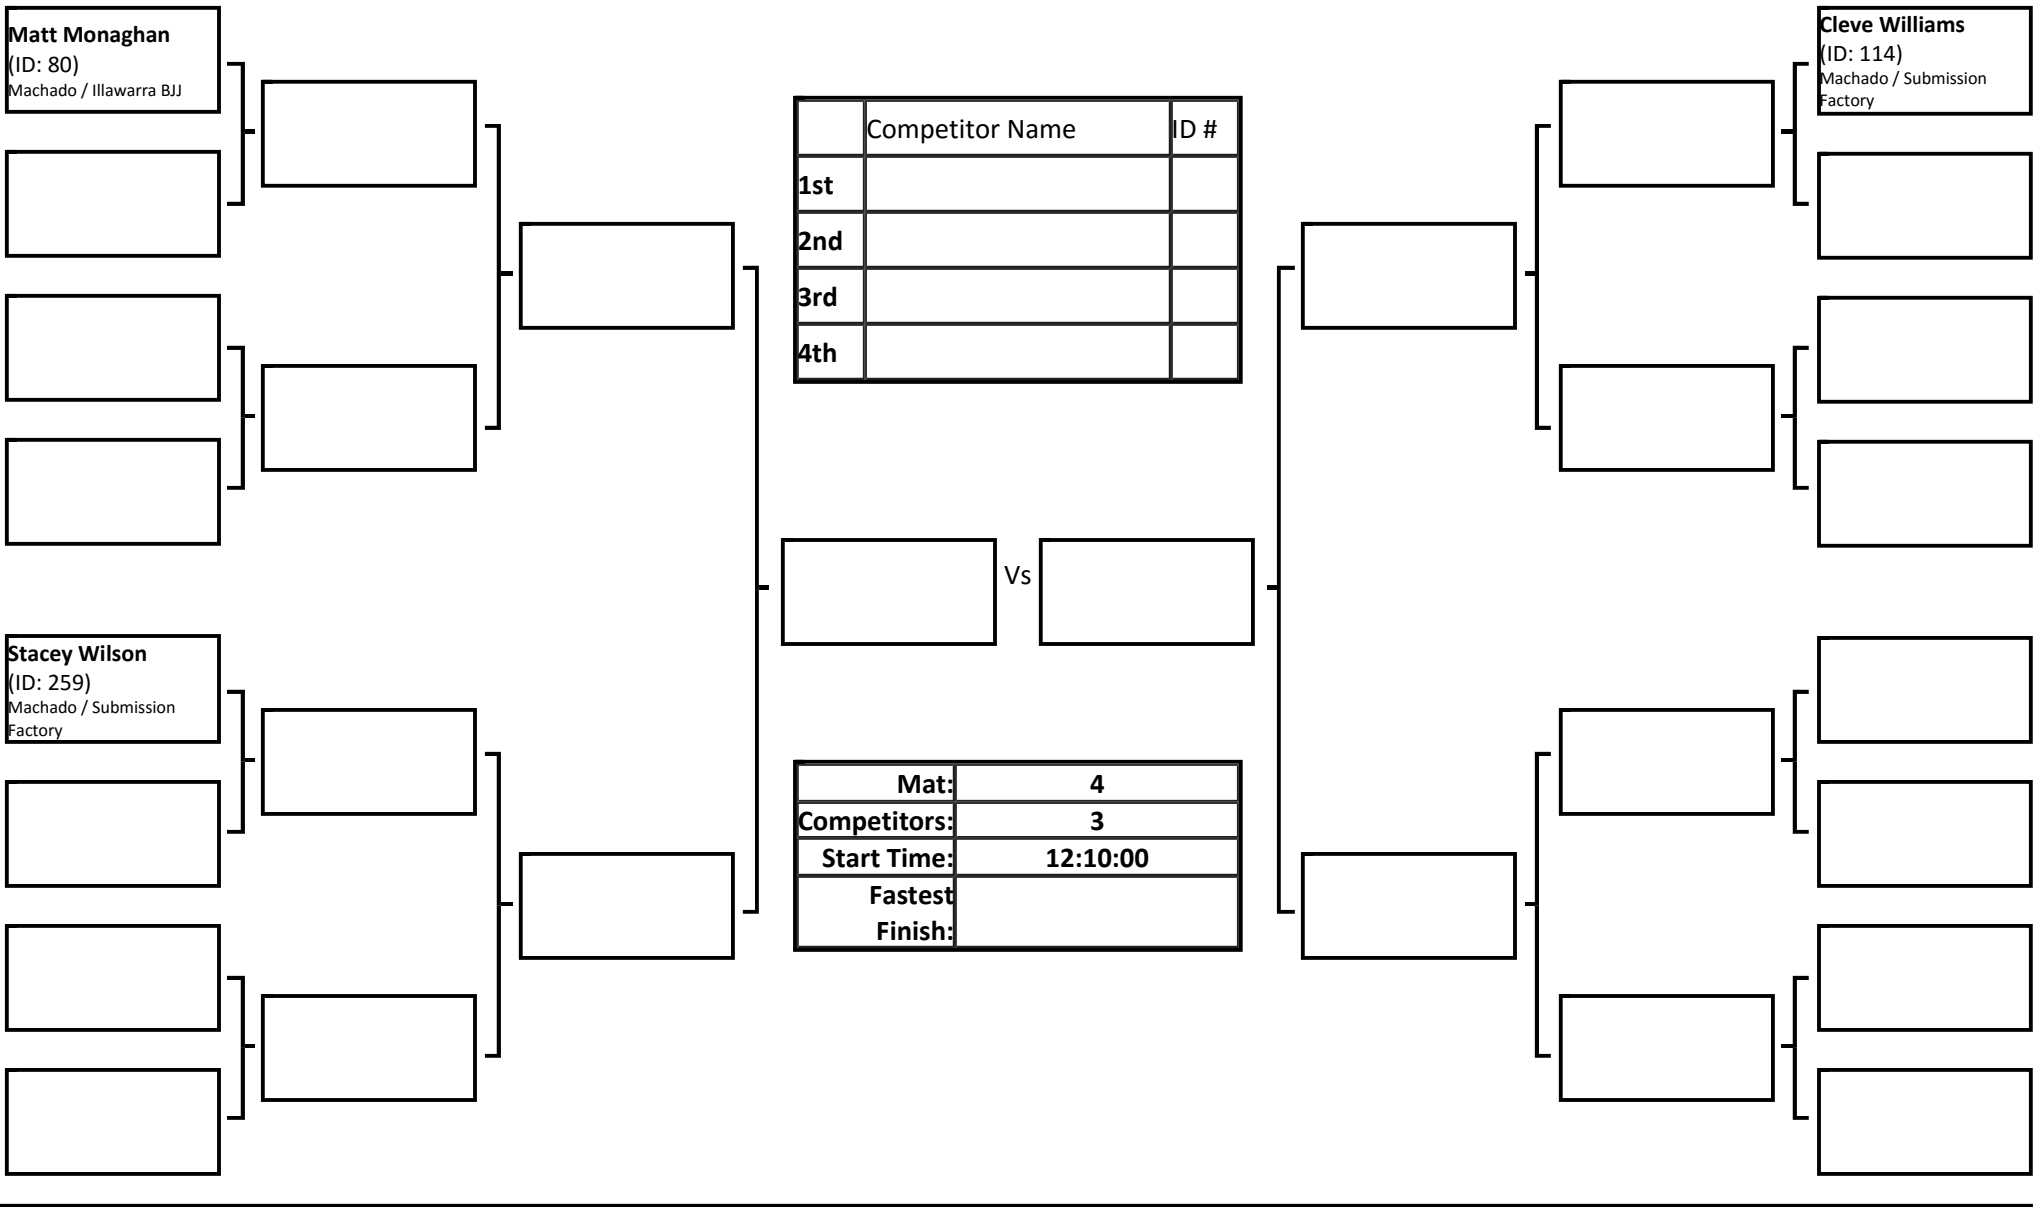 Matt Monaghan
(ID: 80)
Machado / Illawarra BJJ
Stacey Wilson
(ID: 259)
Machado / Submission
Factory
Competitor Name ID #
1st
2nd
3rd
4th
Vs
Mat: 4
Competitors: 3
Start Time: 12:10:00
Fastest
Finish:
Cleve Williams
(ID: 114)
Machado / Submission
Factory